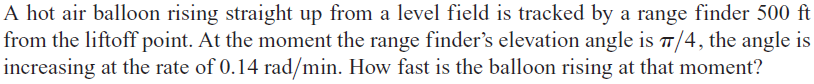 A hot air balloon rising straight up from a level field is tracked by a range finder 500 ft
from the liftoff point. At the moment the range finder's elevation angle is π/4, the angle is
increasing at the rate of 0.14 rad/min. How fast is the balloon rising at that moment?